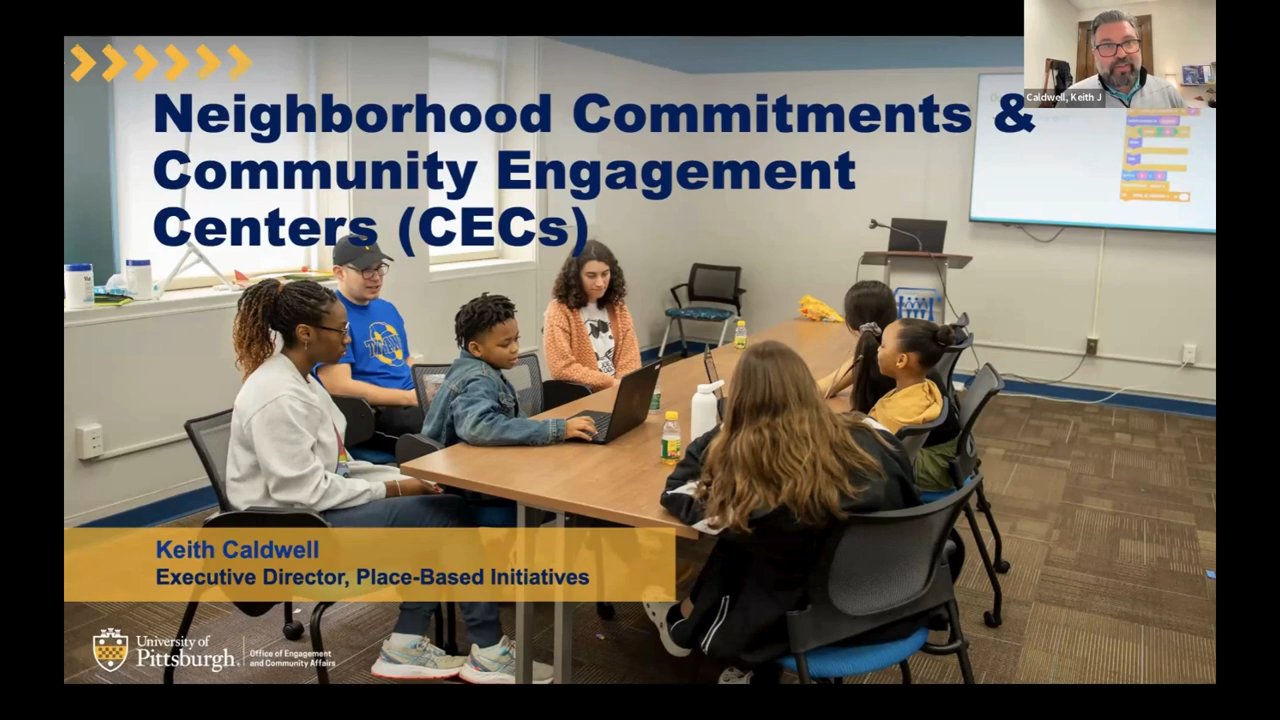 Caldwell, Keith J
Neighborhood Commitments &
Community Engagement
Centers (CECs)
Keith Caldwell
Executive Director, Place-Based Initiatives
University of
Pittsburgh
Office of Engagement
and Community Affairs